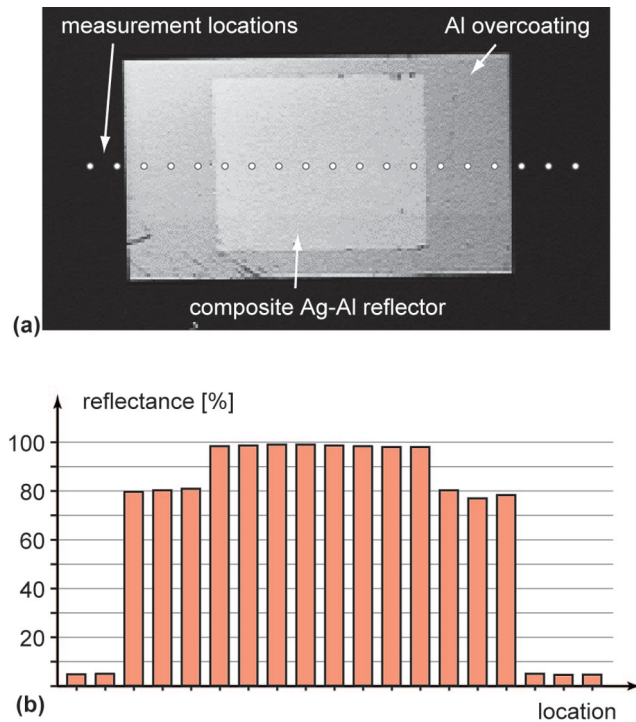 measurement locations
Al overcoating
composite Ag-Al reflector
(a)
reflectance [%]
100
80
60
40
20
(b)
location